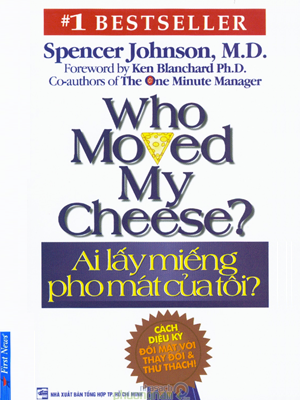 #1 BESTSELLER
Spencer Johnson, M.D.
Foreword by Ken Blanchard Ph.D.
Co-authors of The One Minute Manager
Who
Moved
My
Cheese?
Ai lấy miếng
pho mát của tôi?
CÁCH
DIỆU KỲ
ĐỐI MẶT VỚI
THAY ĐỔI &
THỬ THÁCH!
First News
NHÀ XUẤT BẢN TỔNG HỢP TP. HỒ CHÍ MINH